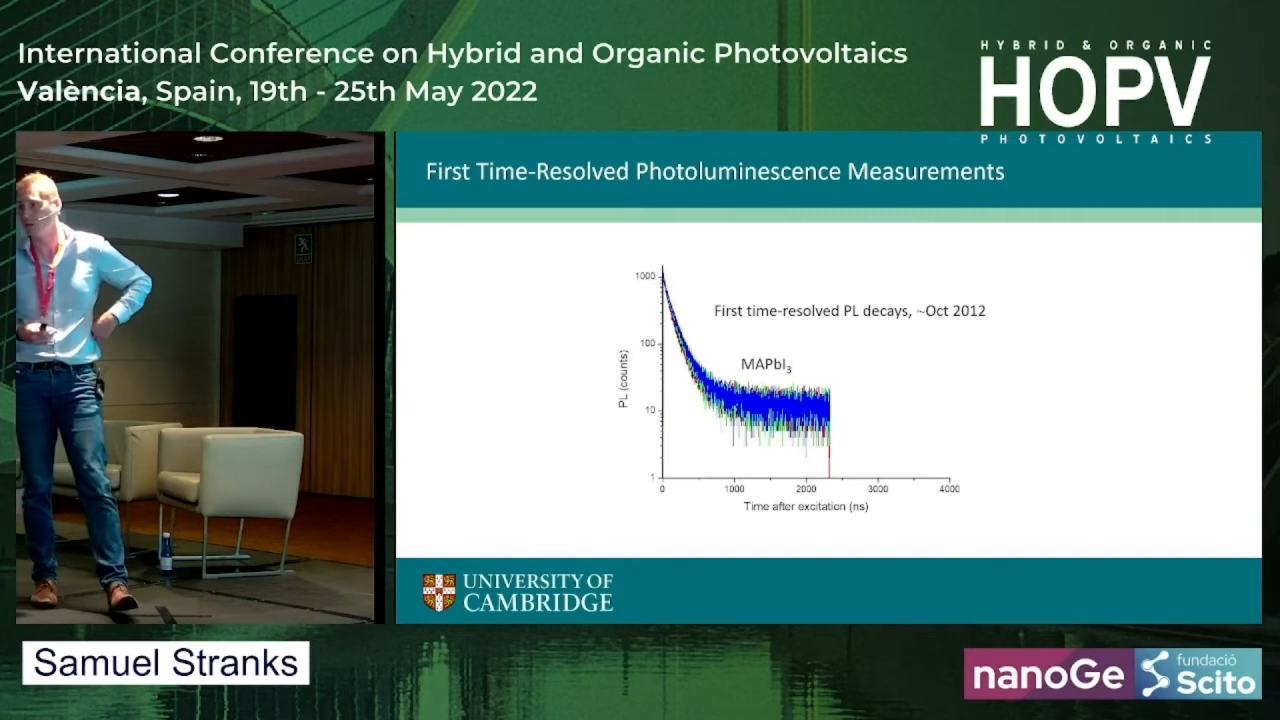 International Conference on Hybrid and Organic Photovoltaics
València, Spain, 19th - 25th May 2022
HYBRID & ORGANIC
HOPV
PHOTOVOLTAICS
First Time-Resolved Photoluminescence Measurements
First time-resolved PL decays, ~Oct 2012
MAPbI3
PL (counts)
1000
100
10
1
0 1000 2000 3000 4000
Time after excitation (ns)
UNIVERSITY OF
CAMBRIDGE
Samuel Stranks
nanoGe
fundació
Scito